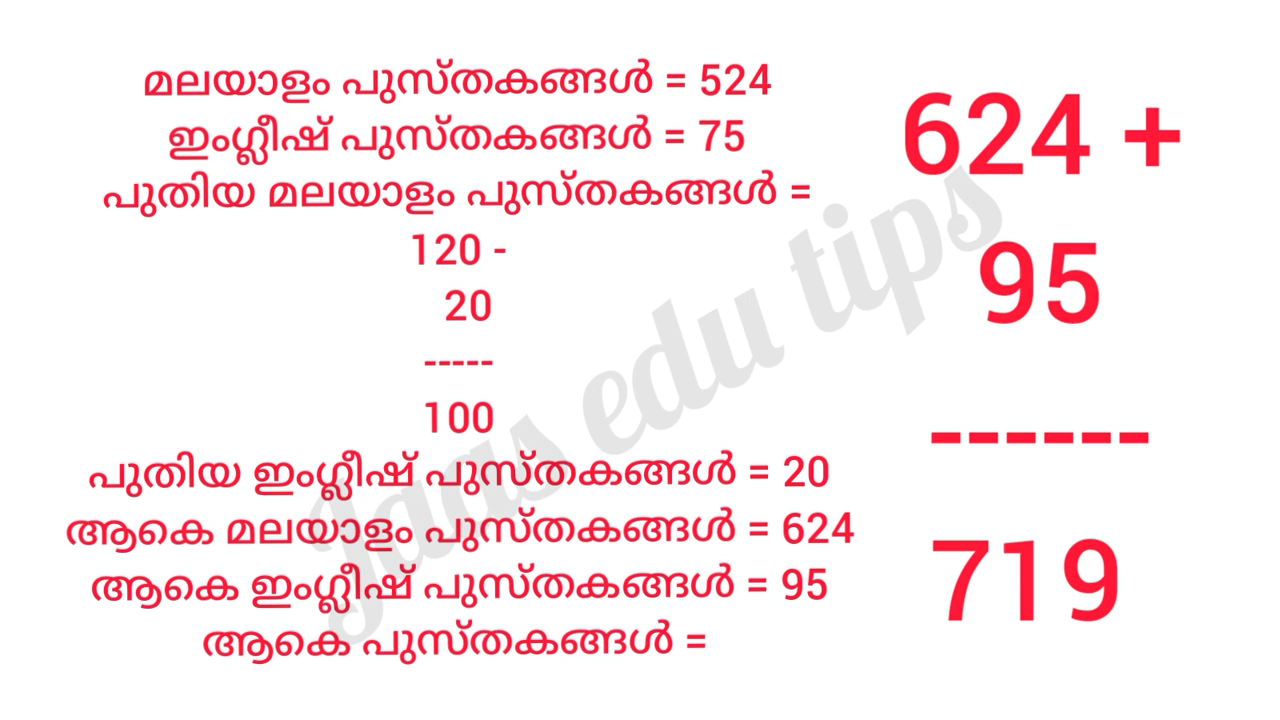 മലയാളം പുസ്തകങ്ങൾ = 524
ഇംഗ്ലീഷ് പുസ്തകങ്ങൾ = 75
പുതിയ മലയാളം പുസ്തകങ്ങൾ =
120 -
20
-----
100
പുതിയ ഇംഗ്ലീഷ് പുസ്തകങ്ങൾ = 20
ആകെ മലയാളം പുസ്തകങ്ങൾ = 624
ആകെ ഇംഗ്ലീഷ് പുസ്തകങ്ങൾ = 95
ആകെ പുസ്തകങ്ങൾ =
624 +
95
------
719
Jaas edu tips